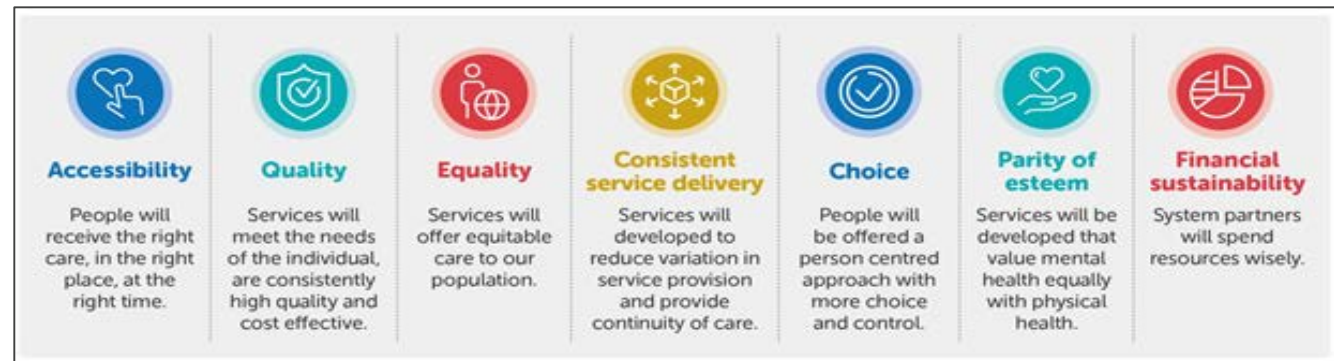 Accessibility
People will
receive the right
care, in the right
place, at the
right time.
Quality
Services will
meet the needs
of the individual,
are consistently
high quality and
cost effective.
Equality
Services will
offer equitable
care to our
population.
Consistent
service delivery
Services will
developed to
reduce variation in
service provision
and provide
continuity of care.
Choice
People will
be offered a
person centred
approach with
more choice
and control.
Parity of
esteem
Services will be
developed that
value mental
health equally
with physical
health.
Financial
sustainability
System partners
will spend
resources wisely.